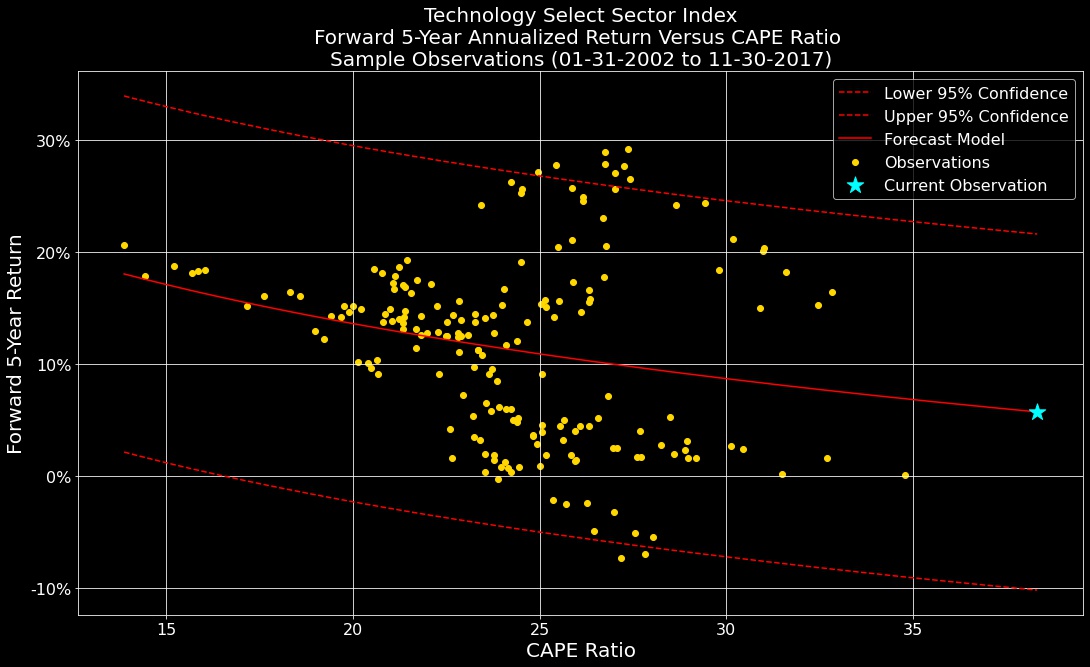 Technology Select Sector Index
Forward 5-Year Annualized Return Versus CAPE Ratio
Sample Observations (01-31-2002 to 11-30-2017)
Lower 95% Confidence
Upper 95% Confidence
Forecast Model
Observations
Current Observation
Forward 5-Year Return
30%
20%
10%
0%
-10%
15 20 25 30 35
CAPE Ratio